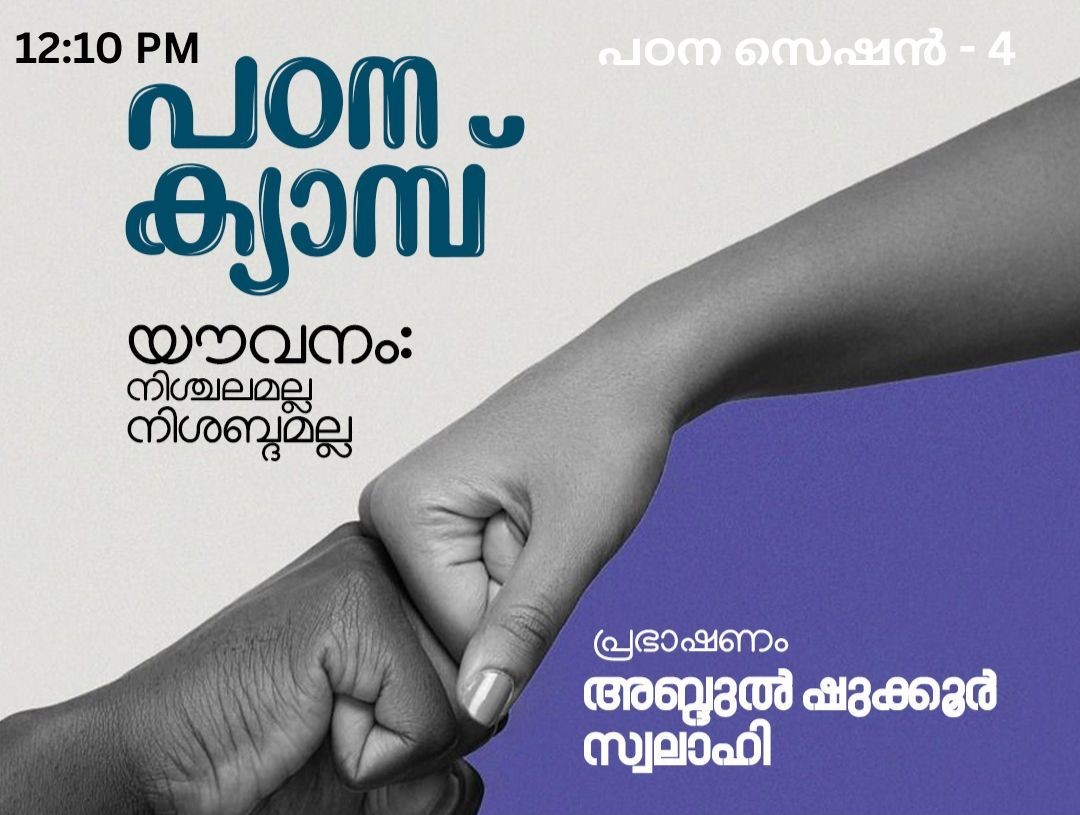 12:10 PM
പഠന സെഷൻ - 4
പഠന
ക്യാമ്പ്
യൗവനം:
നിശ്ചലമല്ല
നിശബ്ദമല്ല
പ്രഭാഷണം
അബ്ദുൽ ഷുക്കൂർ
സ്വലാഹി